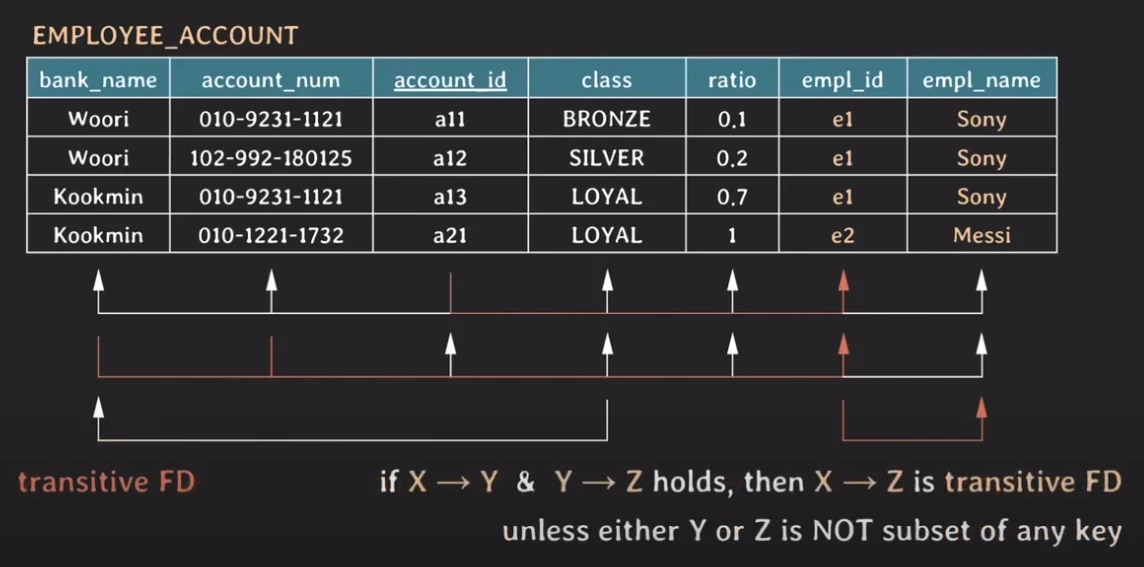 EMPLOYEE_ACCOUNT
bank_name account_num account_id class ratio empl_id empl_name
Woori 010-9231-1121 a11 BRONZE 0.1 e1 Sony
Woori 102-992-180125 a12 SILVER 0.2 e1 Sony
Kookmin 010-9231-1121 a13 LOYAL 0.7 e1 Sony
Kookmin 010-1221-1732 a21 LOYAL 1 e2 Messi
transitive FD if X → Y & Y → Z holds, then X → Z is transitive FD
unless either Y or Z is NOT subset of any key